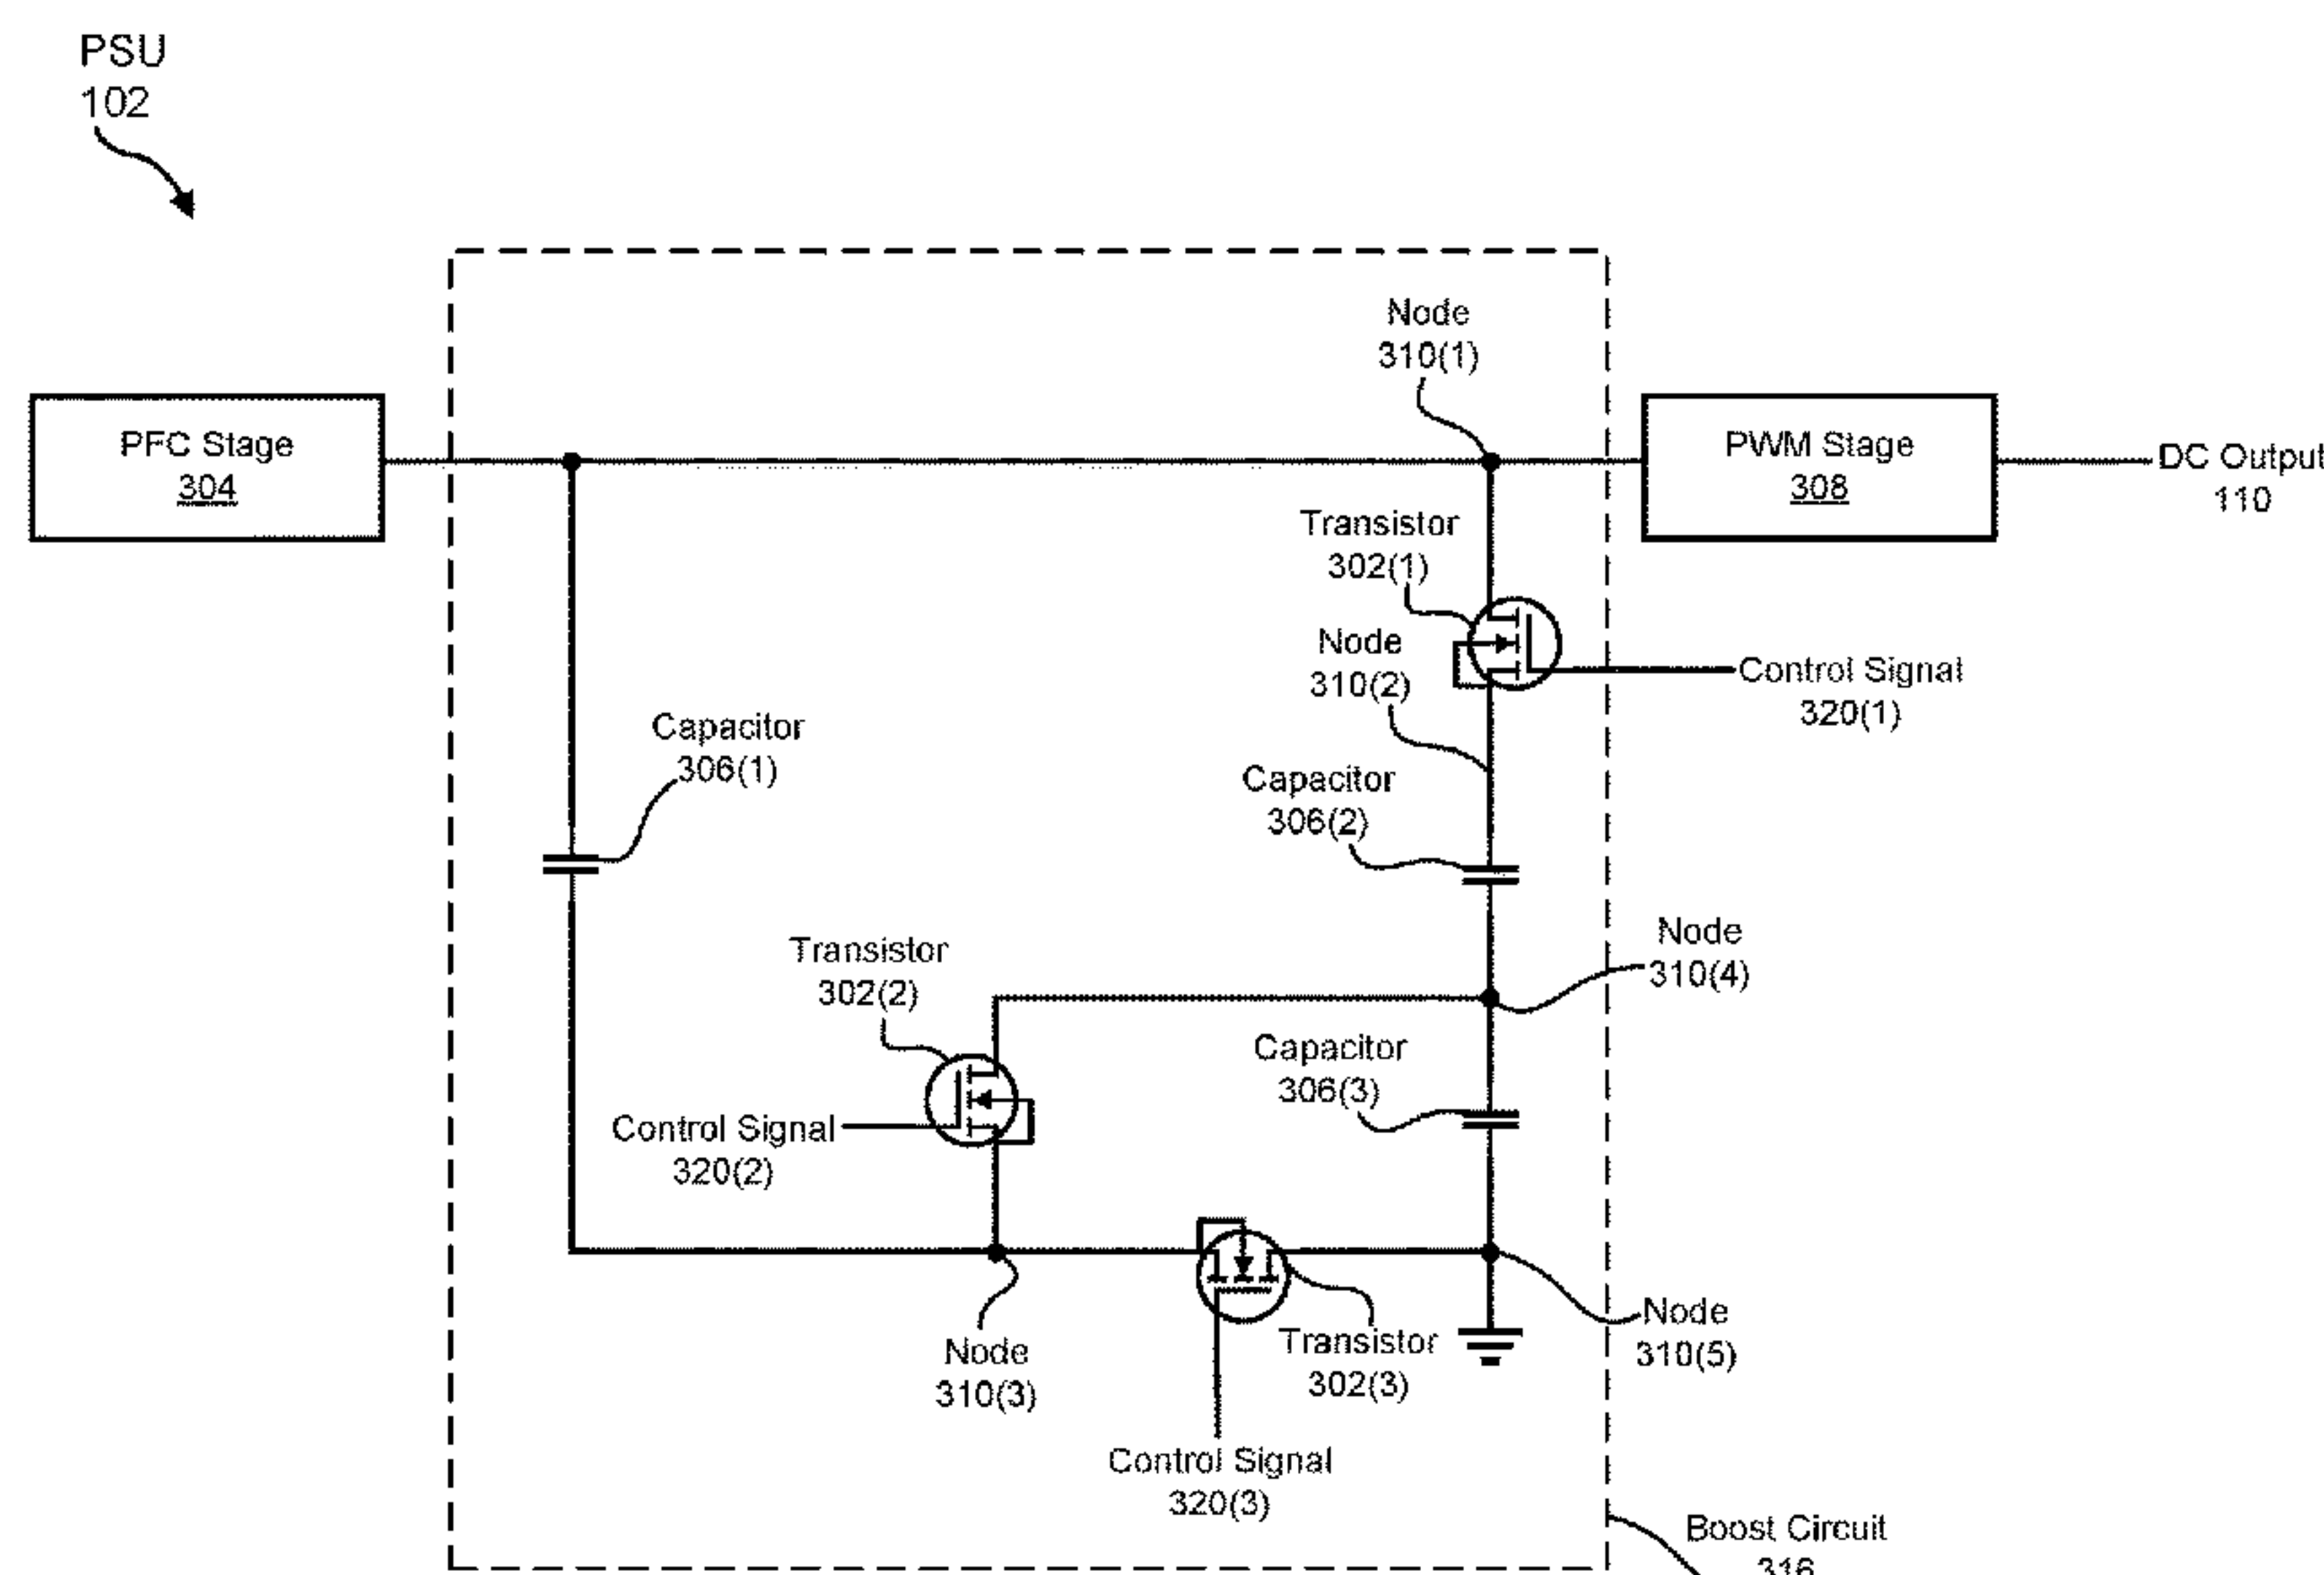 PSU
102
Node
310(1)
PFC Stage
304
PWM Stage
308
DC Output
110
Transistor
302(1)
Node
310(2)
Control Signal
320(1)
Capacitor
306(1)
Capacitor
306(2)
Node
310(4)
Transistor
302(2)
Capacitor
306(3)
Control Signal
320(2)
Node
310(5)
Transistor
302(3)
Node
310(3)
Control Signal
320(3)
Boost Circuit
316